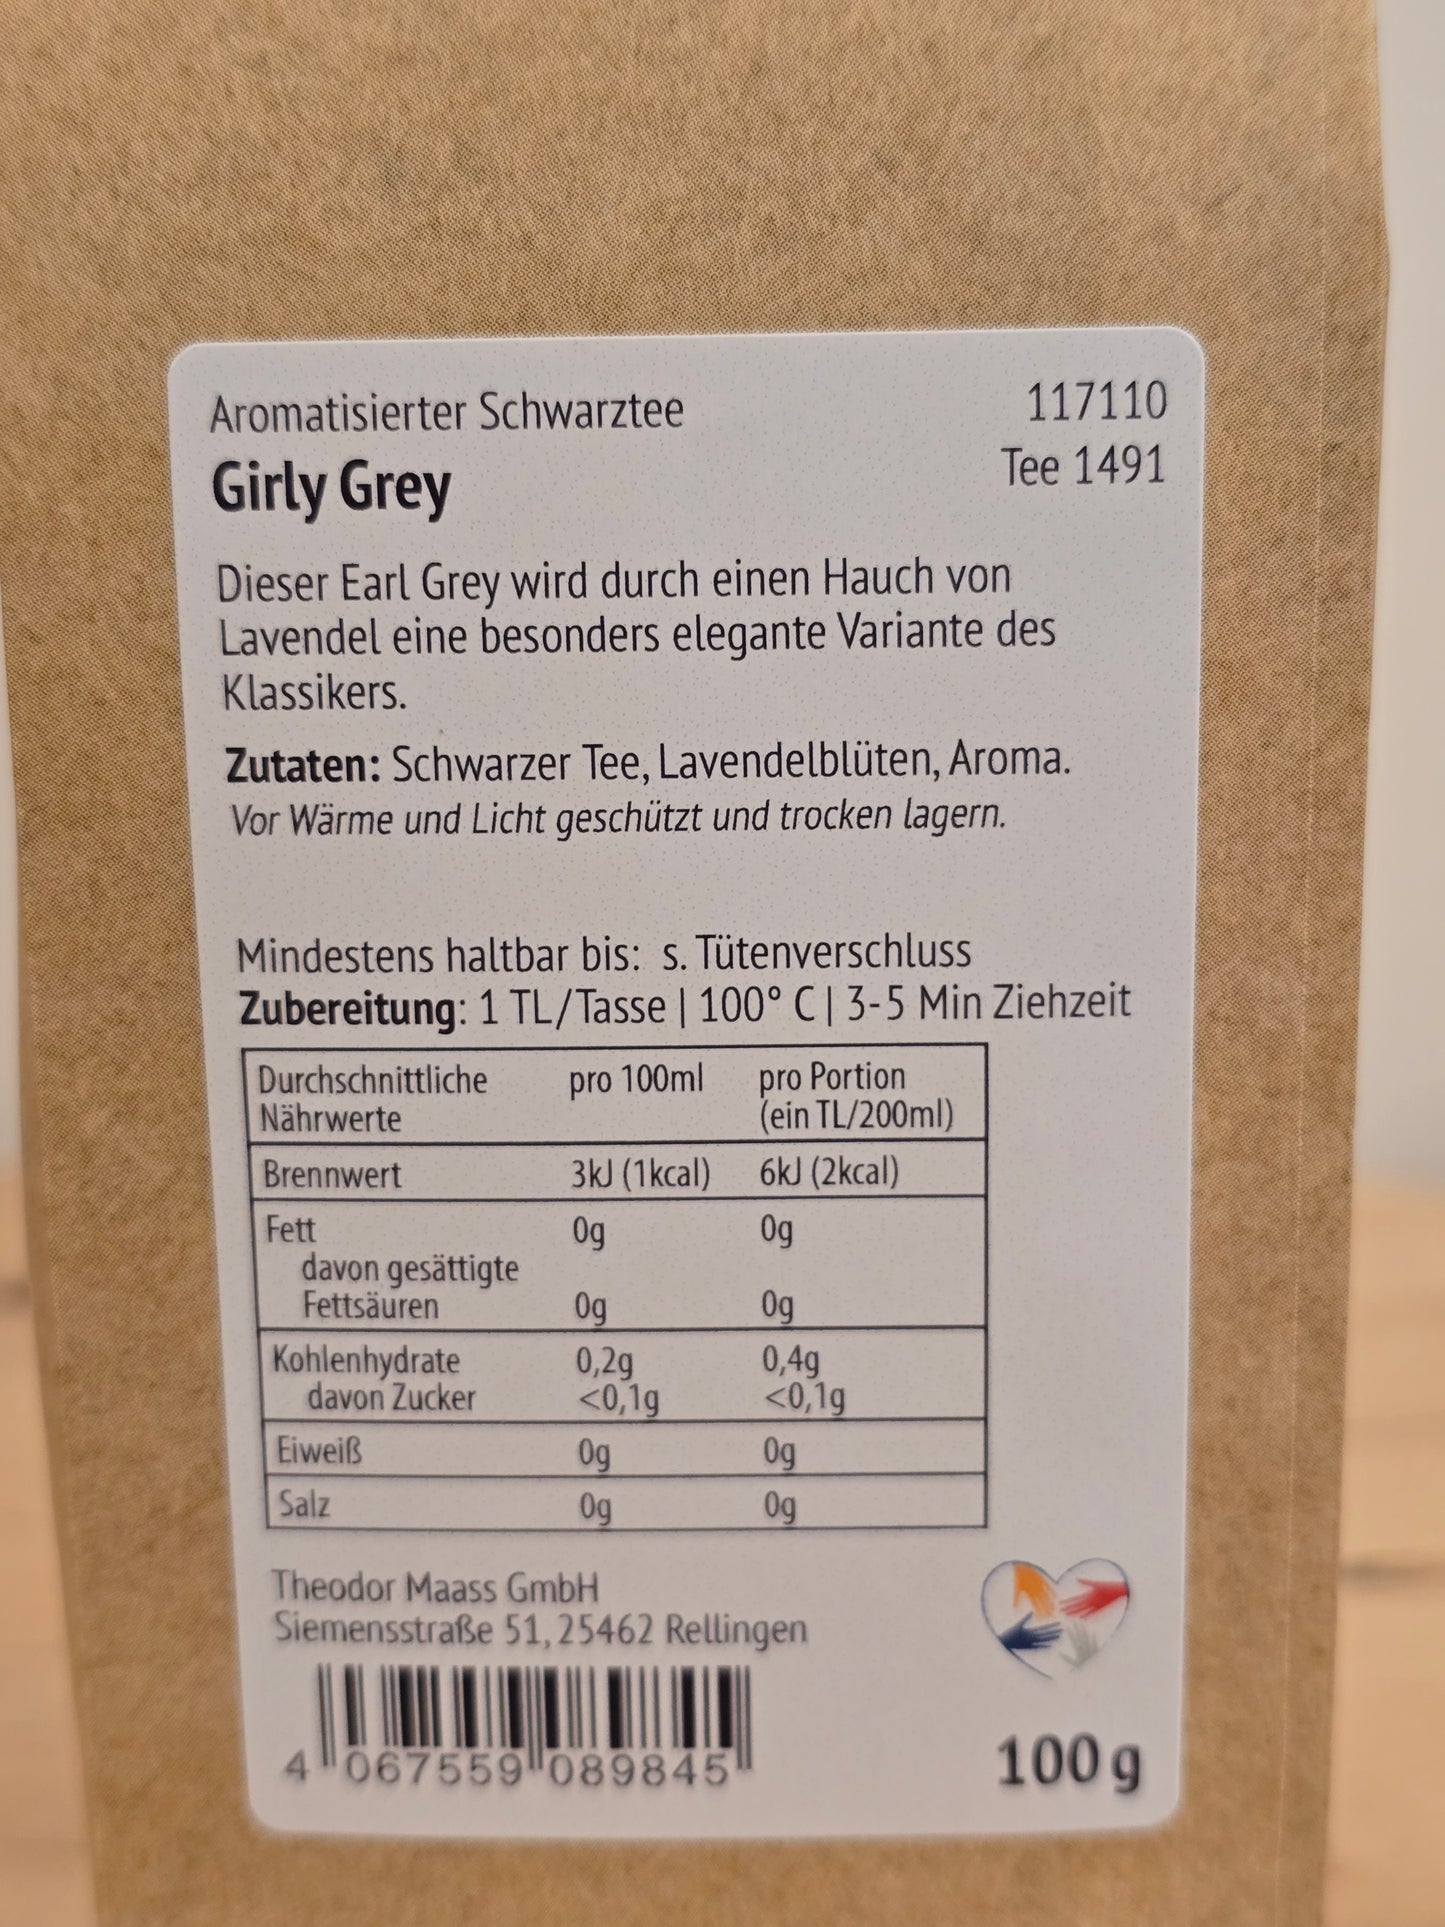 Aromatisierter Schwarztee 117110
Girly Grey Tee 1491
Dieser Earl Grey wird durch einen Hauch von
Lavendel eine besonders elegante Variante des
Klassikers.
Zutaten: Schwarzer Tee, Lavendelblüten, Aroma.
Vor Wärme und Licht geschützt und trocken lagern.
Mindestens haltbar bis: s. Tütenverschluss
Zubereitung: 1 TL/Tasse | 100° C | 3-5 Min Ziehzeit
Durchschnittliche pro 100ml pro Portion
Nährwerte (ein TL/200ml)
Brennwert 3kJ (1kcal) 6kJ (2kcal)
Fett 0g 0g
davon gesättigte
Fettsäuren 0g 0g
Kohlenhydrate 0,2g 0,4g
davon Zucker <0,1g <0,1g
Eiweiß 0g 0g
Salz 0g 0g
Theodor Maass GmbH
Siemensstraße 51, 25462 Rellingen
4 067559 089845
100 g